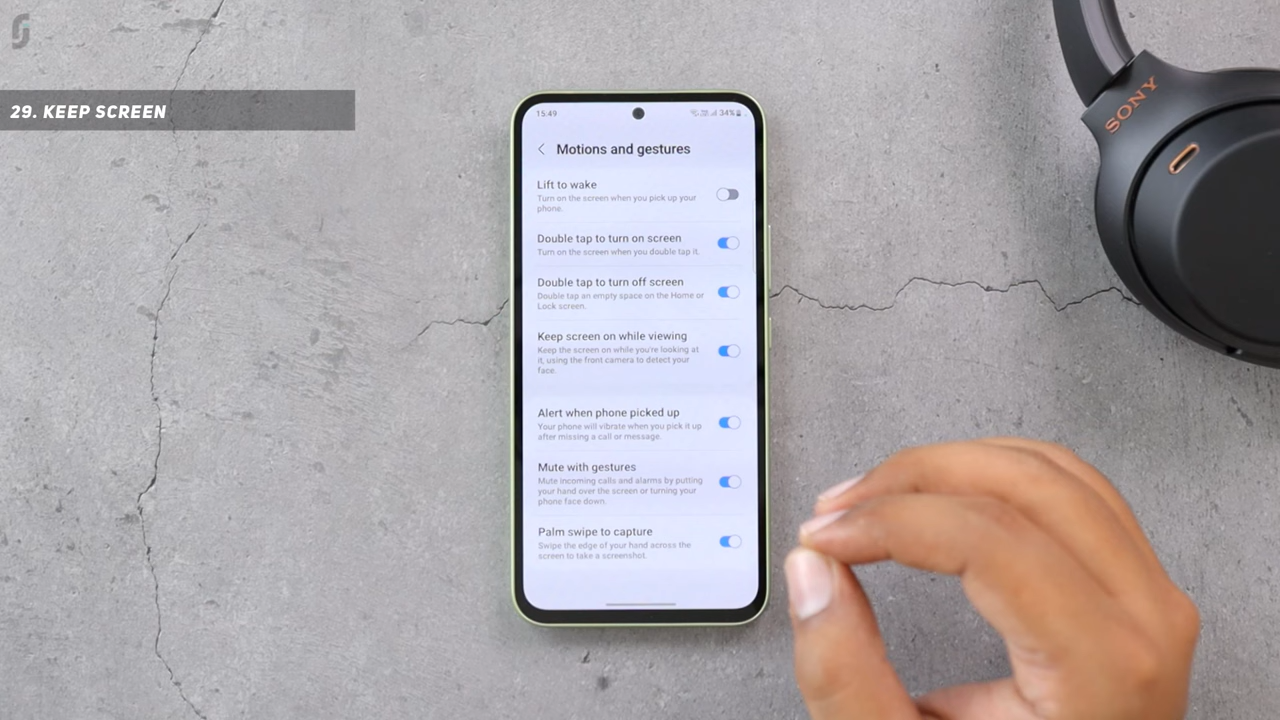 29. KEEP SCREEN
SONY
15:49
34%
Motions and gestures
Lift to wake
Turn on the screen when you pick up your
phone.
Double tap to turn on screen
Turn on the screen when you double tap it.
Double tap to turn off screen
Double tap an empty space on the Home or
Lock screen.
Keep screen on while viewing
Keep the screen on while you're looking at
it, using the front camera to detect your
face.
Alert when phone picked up
Your phone will vibrate when you pick it up
after missing a call or message.
Mute with gestures
Mute incoming calls and alarms by putting
your hand over the screen or turning your
phone face down.
Palm swipe to capture
Swipe the edge of your hand across the
screen to take a screenshot.